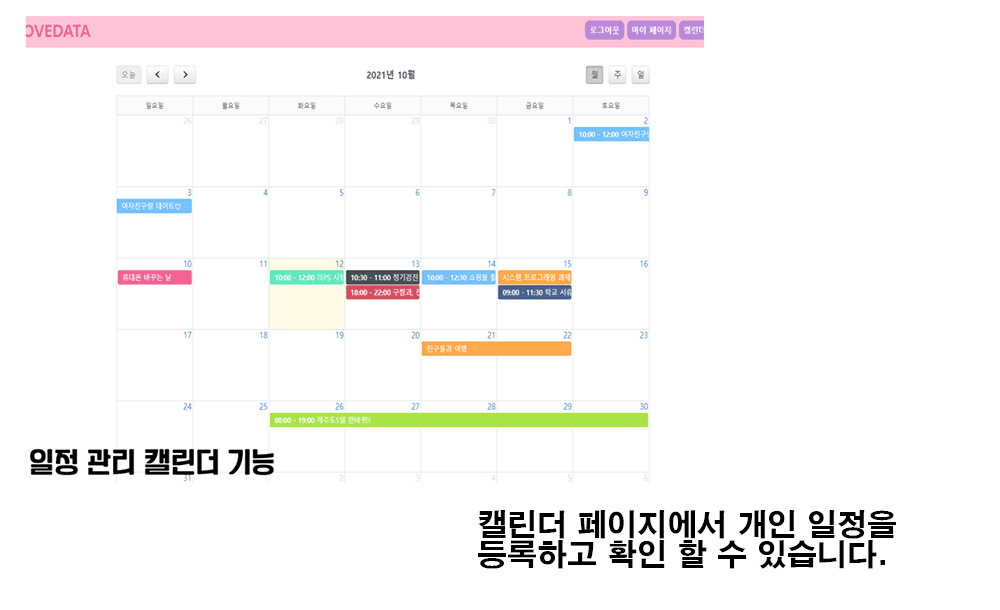 OVEDATA
로그아웃 마이 페이지 캘린더
오늘 2021년 10월 월 주 일
일요일 월요일 화요일 수요일 목요일 금요일 토요일
26 27 28 29 30 1 2
10:00 - 12:00 여자친구
3 4 5 6 7 8 9
여자친구랑 데이트♡
10 11 12 13 14 15 16
휴대폰 바꾸는 날 10:00 - 12:00 TEPS 시험 10:30 - 11:00 정기검진 10:00 - 12:30 쇼핑몰 시스템 프로그래밍 과제
18:00 - 22:00 09:00 - 11:30 학교 서류
17 18 19 20 21 22 23
친구들과 여행
24 25 26 27 28 29 30
08:00 - 19:00 제주도5일 한바퀴!!
일정 관리 캘린더 기능
31 2 3 4 5 6
캘린더 페이지에서 개인 일정을
등록하고 확인 할 수 있습니다.